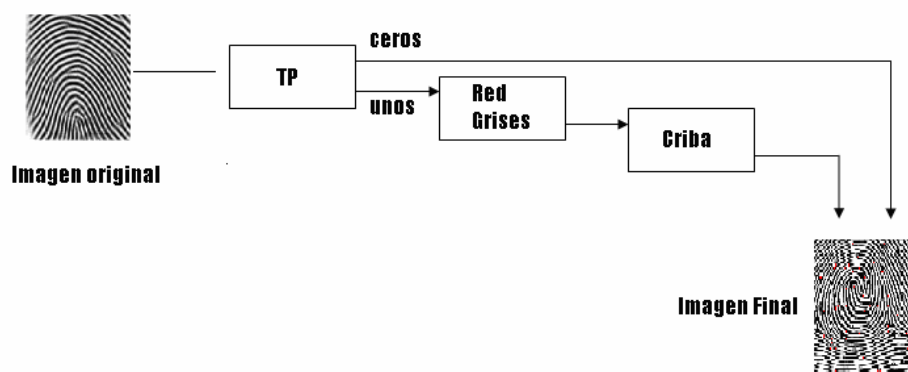 ceros
TP
unos
Red
Grises
Criba
Imagen original
Imagen Final